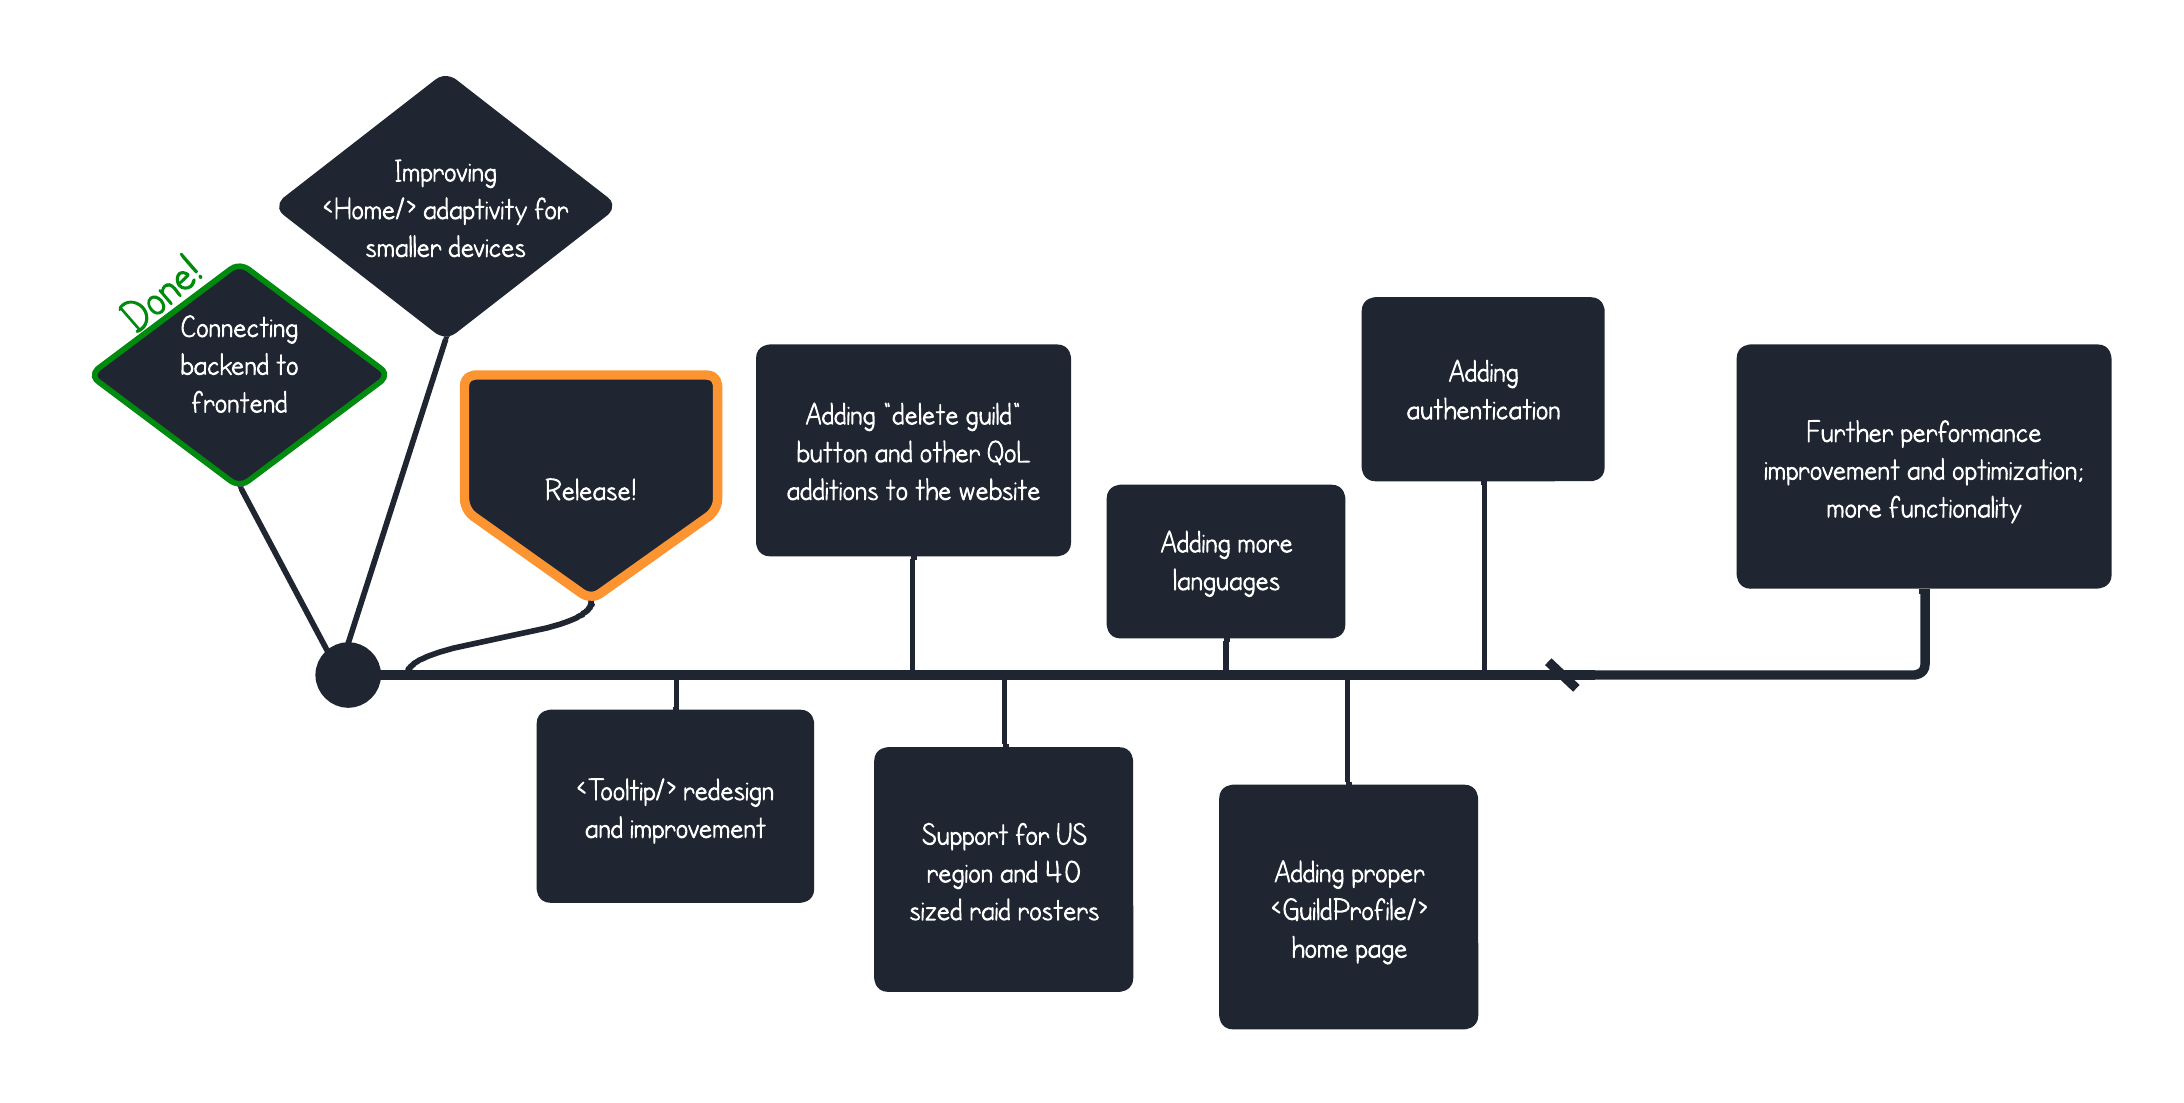 Improving
<Home/> adaptivity for
smaller devices
Done!
Connecting
backend to
frontend
Release!
Adding "delete guild"
button and other QoL
additions to the website
Adding more
languages
Adding
authentication
Further performance
improvement and optimization;
more functionality
<Tooltip/> redesign
and improvement
Support for US
region and 40
sized raid rosters
Adding proper
<GuildProfile/>
home page